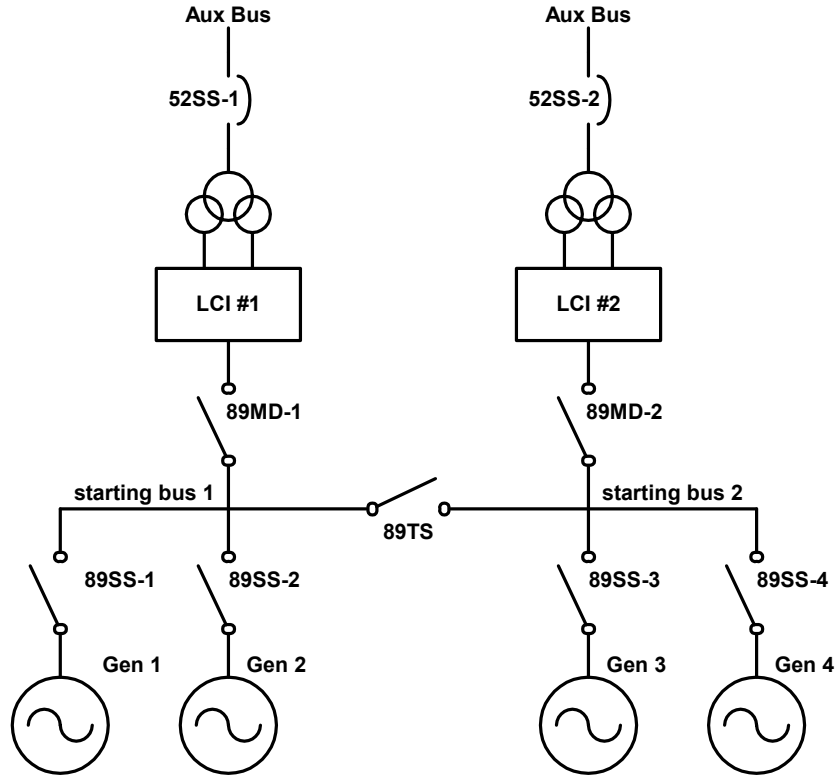 Aux Bus
Aux Bus
52SS-1
52SS-2
LCI #1
LCI #2
89MD-1
89MD-2
starting bus 1
starting bus 2
89TS
89SS-1
89SS-2
89SS-3
89SS-4
Gen 1
Gen 2
Gen 3
Gen 4